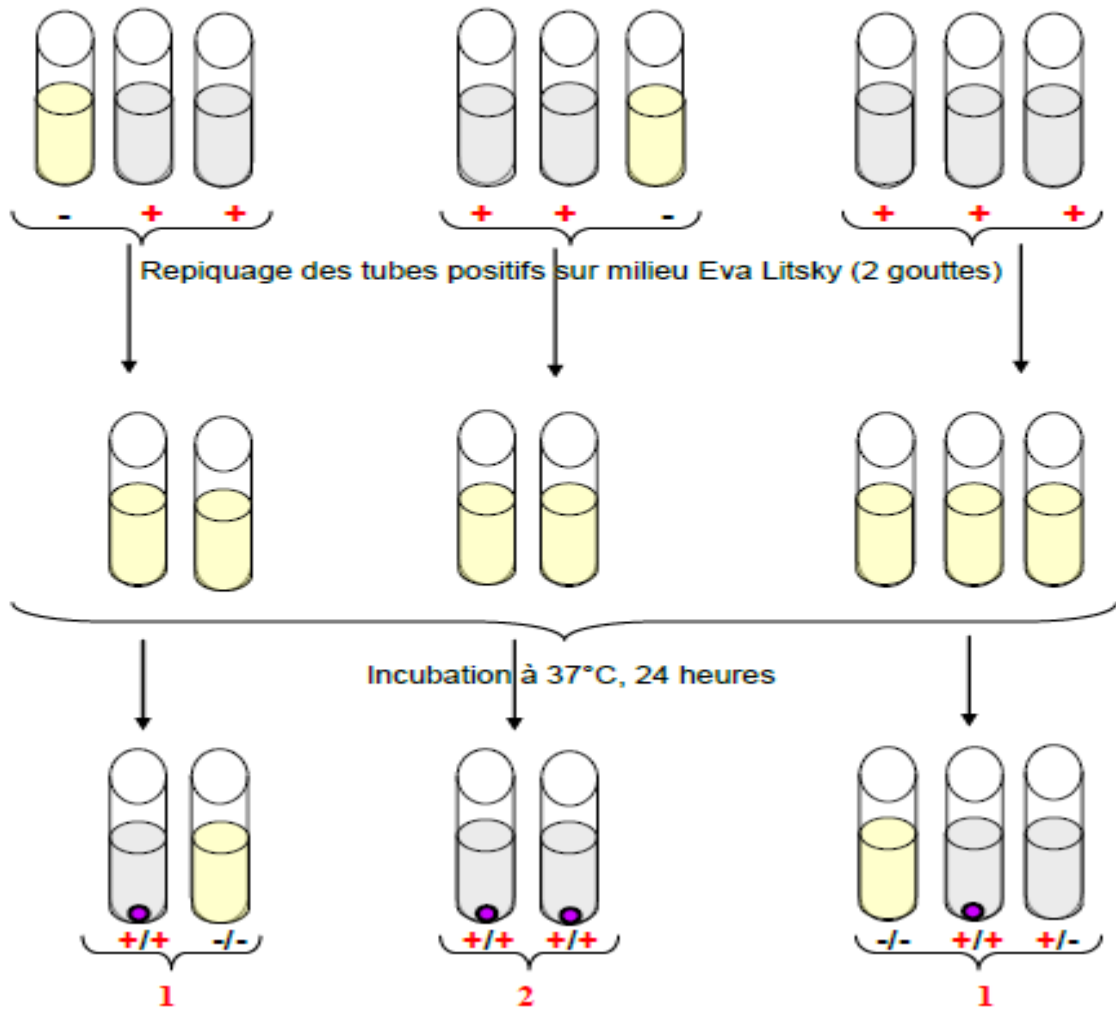 - + + + + - + + +
Repiquage des tubes positifs sur milieu Eva Litsky (2 gouttes)
Incubation à 37°C, 24 heures
+/+ -/- +/+ +/+ -/- +/+ +/-
1 2 1